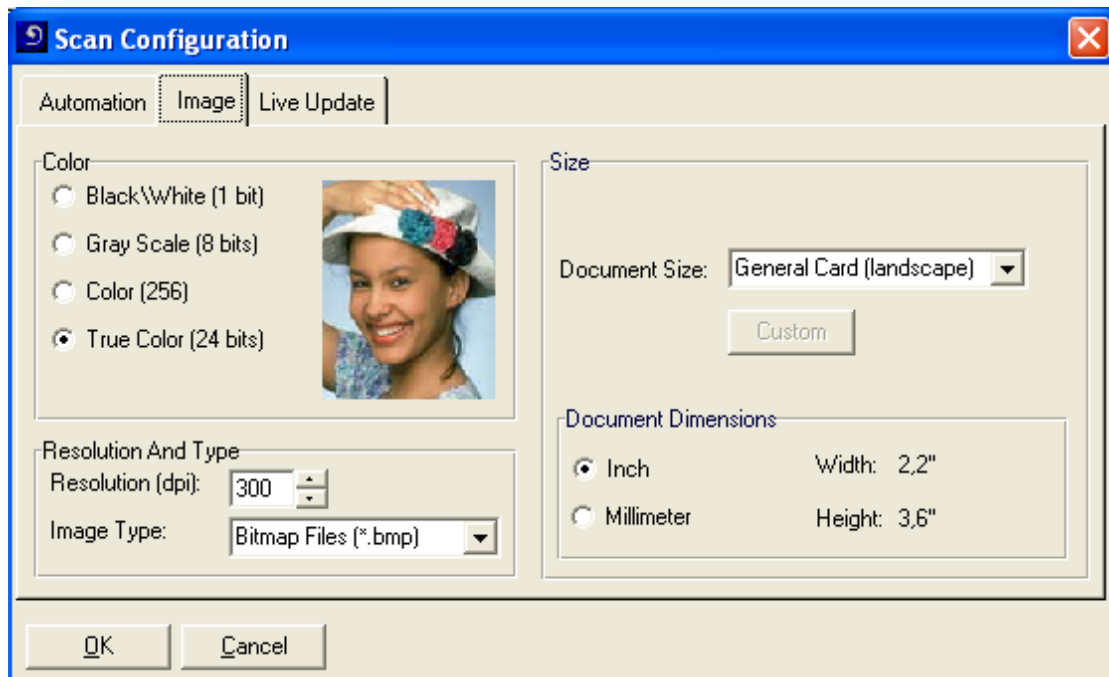 Scan Configuration
Automation Image Live Update
Color
Black\White (1 bit)
Gray Scale (8 bits)
Color (256)
True Color (24 bits)
Resolution And Type
Resolution (dpi): 300
Image Type: Bitmap Files (*.bmp)
Size
Document Size: General Card (landscape)
Custom
Document Dimensions
Inch Width: 2,2"
Millimeter Height: 3,6"
OK Cancel